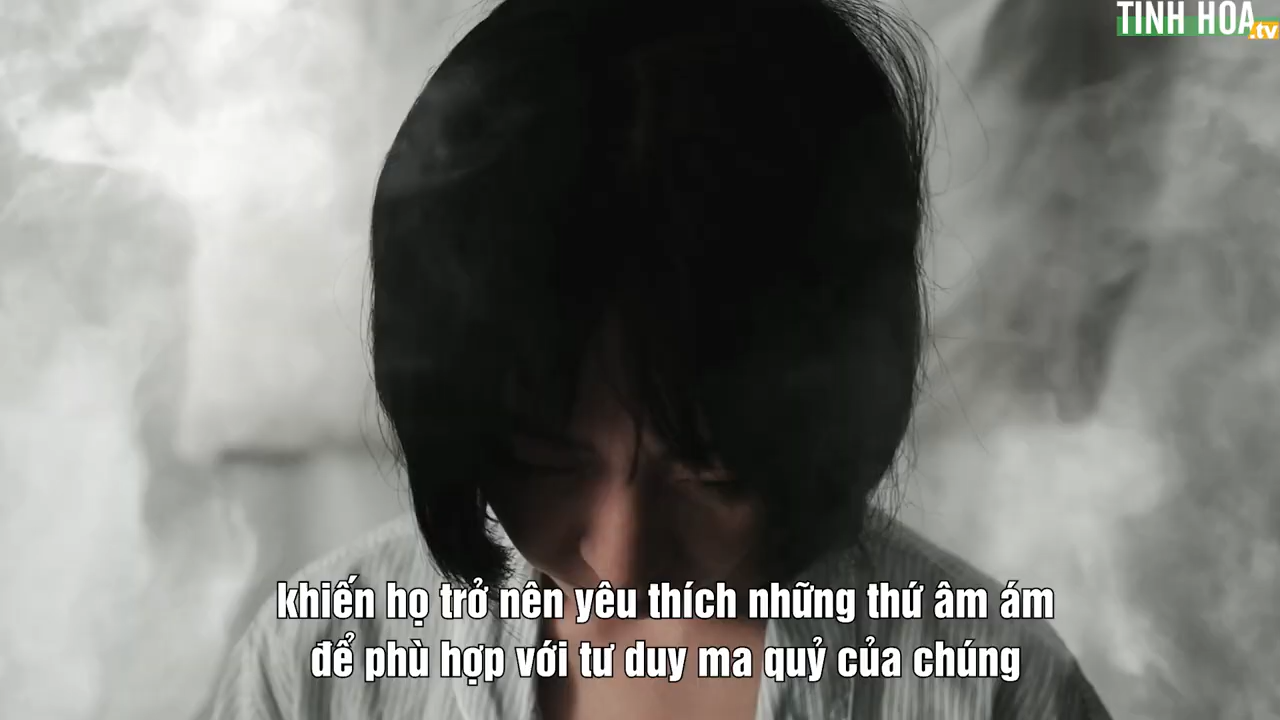 TINH HOA
.tv
khiến họ trở nên yêu thích những thứ âm ám
để phù hợp với tư duy ma quỷ của chúng